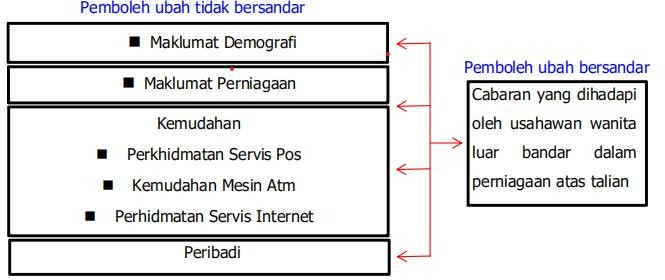 Pemboleh ubah tidak bersandar
■ Maklumat Demografi
■ Maklumat Perniagaan
Kemudahan
■ Perkhidmatan Servis Pos
■ Kemudahan Mesin Atm
■ Perhidmatan Servis Internet
Peribadi
Pemboleh ubah bersandar
Cabaran yang dihadapi
oleh usahawan wanita
luar bandar dalam
perniagaan atas talian